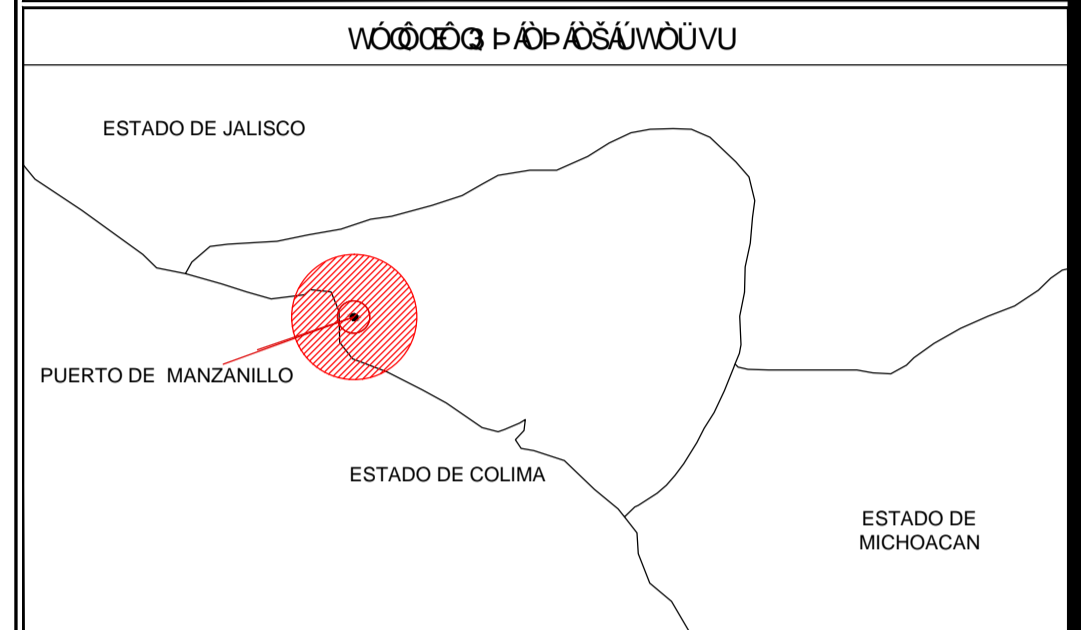 ESTADO DE JALISCO
PUERTO DE MANZANILLO
ESTADO DE COLIMA
ESTADO DE
MICHOACAN